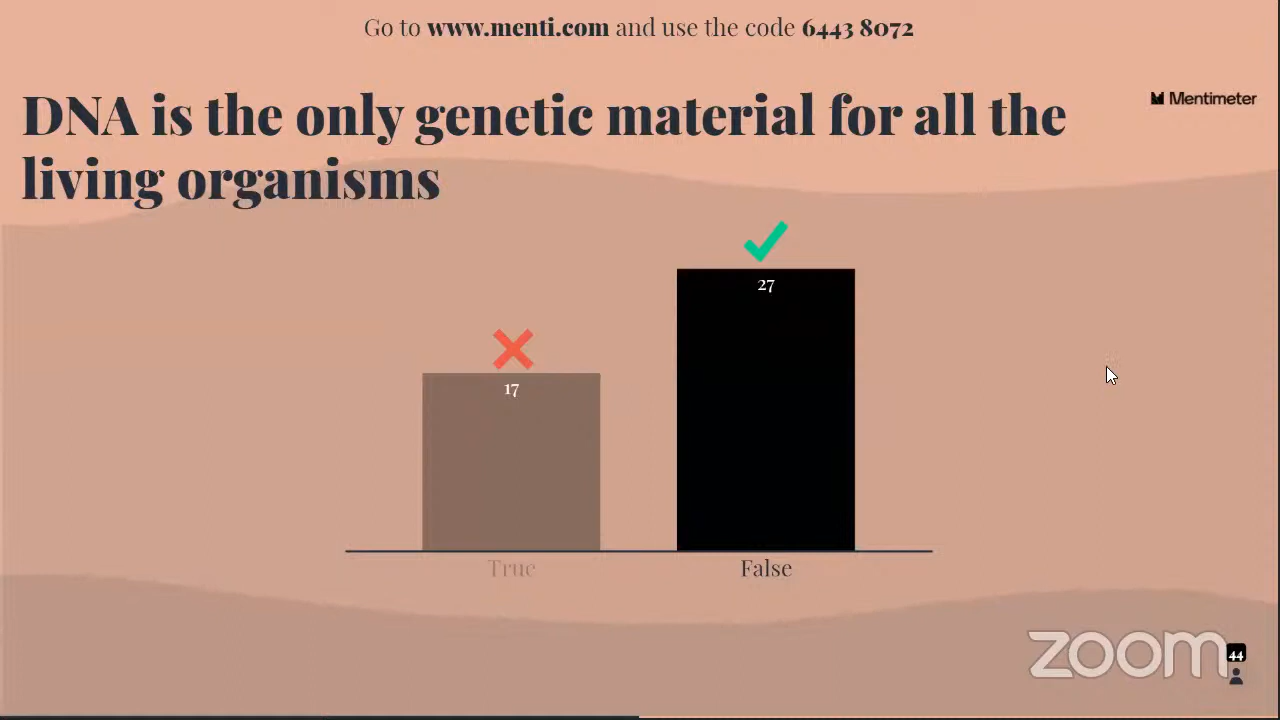 Go to www.menti.com and use the code 6443 8072
DNA is the only genetic material for all the
living organisms
Mentimeter
17
27
True
False
zoom
44